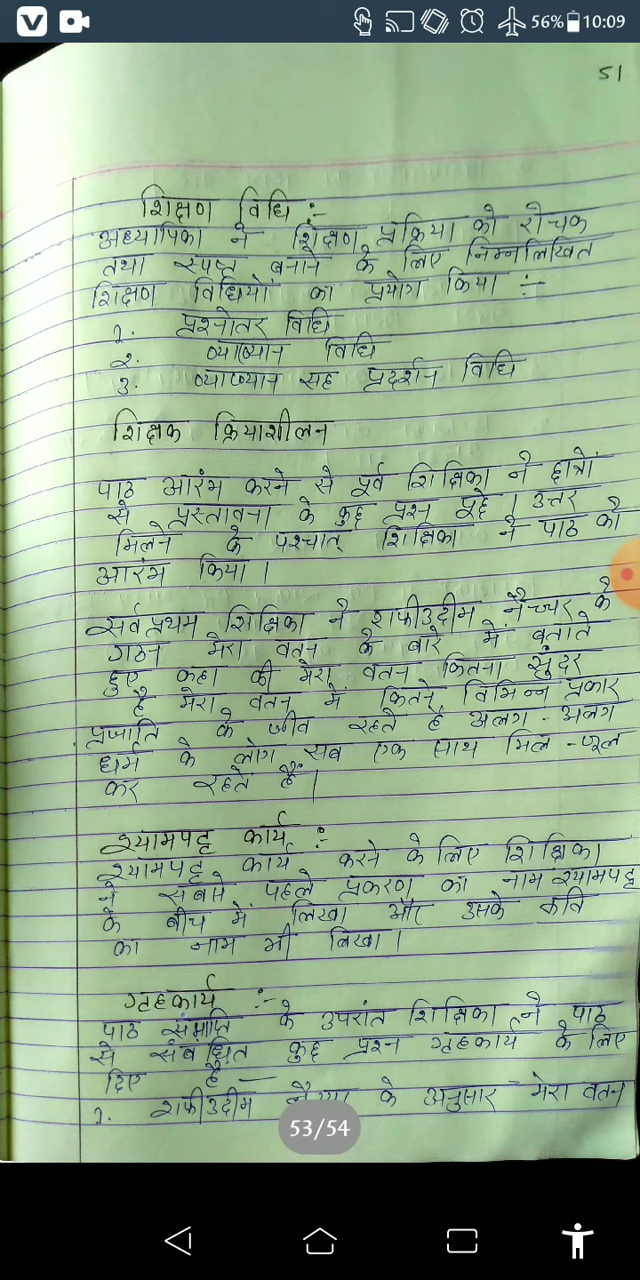 56% 10:09
51
शिक्षण विधि :-
अध्यापिका ने शिक्षण प्रक्रिया को रोचक
तथा स्पष्ट बनाने के लिए निम्नलिखित
शिक्षण विधियों का प्रयोग किया :-
1. प्रश्नोतर विधि
2. व्याख्यान विधि
3. व्याख्यान सह प्रदर्शन विधि
शिक्षक क्रियाशीलन
पाठ आरंभ करने से पूर्व शिक्षिका ने छात्रों
से प्रस्तावना के कुछ प्रश्न पूछे । उत्तर
मिलने के पश्चात् शिक्षिका ने पाठ को
आरंभ किया ।
सर्वप्रथम शिक्षिका ने शफीउद्दीम नैय्यर के
गठन मेरा वतन के बारे में बताते
हुए कहा की मेरा वतन कितना सुंदर
है मेरा वतन में कितने विभिन्न प्रकार
प्रजाति के जीव रहते हैं अलग - अलग
धर्म के लोग सब एक साथ मिल - जूल
कर रहते हैं ।
श्यामपट्ट कार्य :-
श्यामपट्ट कार्य करने के लिए शिक्षिका
ने सबसे पहले प्रकरण का नाम श्यामपट्ट
के बीच में लिखा और उसके कवि
का नाम भी लिखा ।
गृहकार्य :-
पाठ संमाप्ति के उपरांत शिक्षिका ने पाठ
से संबंधित कुछ प्रश्न गृहकार्य के लिए
दिए है —
1. शफीउद्दीम के अनुसार मेरा वतन
53/54